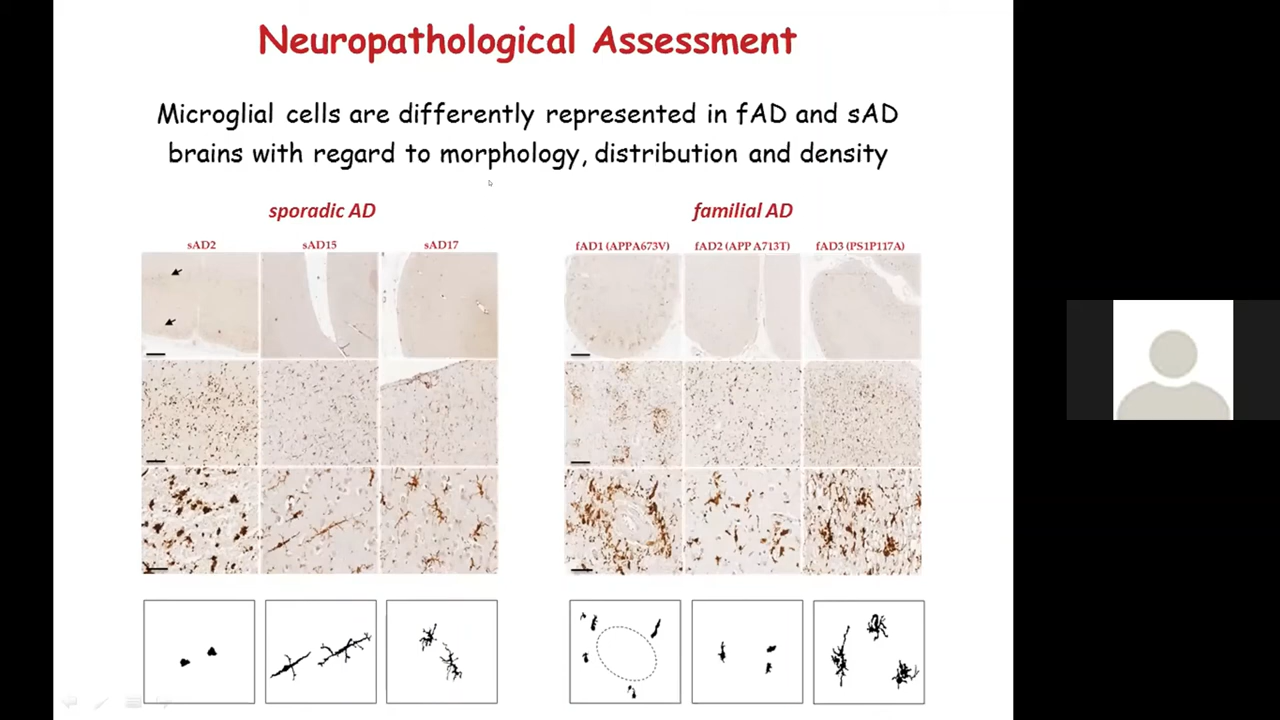 Neuropathological Assessment
Microglial cells are differently represented in fAD and sAD
brains with regard to morphology, distribution and density
sporadic AD
familial AD
sAD2
sAD15
sAD17
fAD1 (APPA673V)
fAD2 (APP A713T)
fAD3 (PS1P117A)